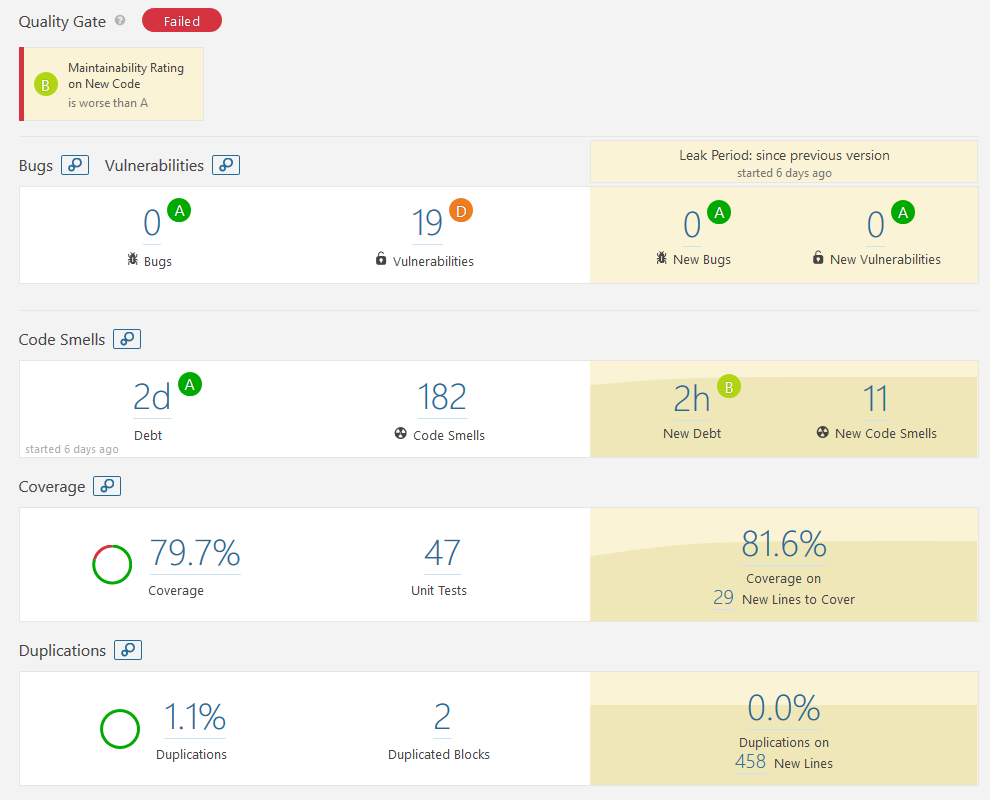 Quality Gate ? Failed
B
Maintainability Rating
on New Code
is worse than A
Bugs Vulnerabilities
Leak Period: since previous version
started 6 days ago
0 A
Bugs
19 D
Vulnerabilities
0 A
New Bugs
0 A
New Vulnerabilities
Code Smells
2d A
Debt
started 6 days ago
182
Code Smells
2h B
New Debt
11
New Code Smells
Coverage
79.7%
Coverage
47
Unit Tests
81.6%
Coverage on
29 New Lines to Cover
Duplications
1.1%
Duplications
2
Duplicated Blocks
0.0%
Duplications on
458 New Lines